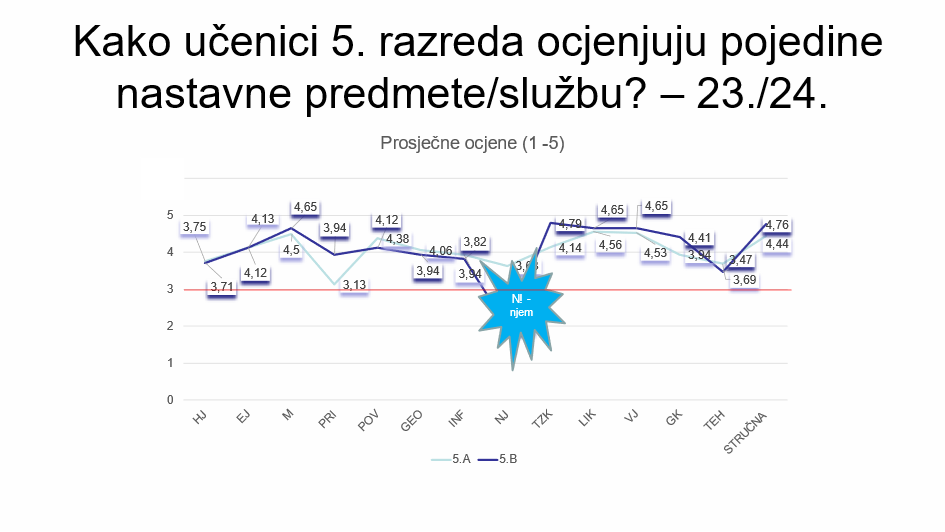 Kako učenici 5. razreda ocjenjuju pojedine
nastavne predmete/službu? – 23./24.
Prosječne ocjene (1 -5)
5
4
3
2
1
0
3,75
3,71
4,13
4,12
4,65
4,5
3,94
3,13
4,12
4,38
4,06
3,94
3,82
3,94
4,79
4,14
4,65
4,56
4,65
4,53
4,41
3,94
3,47
3,69
4,76
4,44
N! -
njem
HJ
EJ
M
PRI
POV
GEO
INF
NJ
TZK
LIK
VJ
GK
TEH
STRUČNA
5.A
5.B